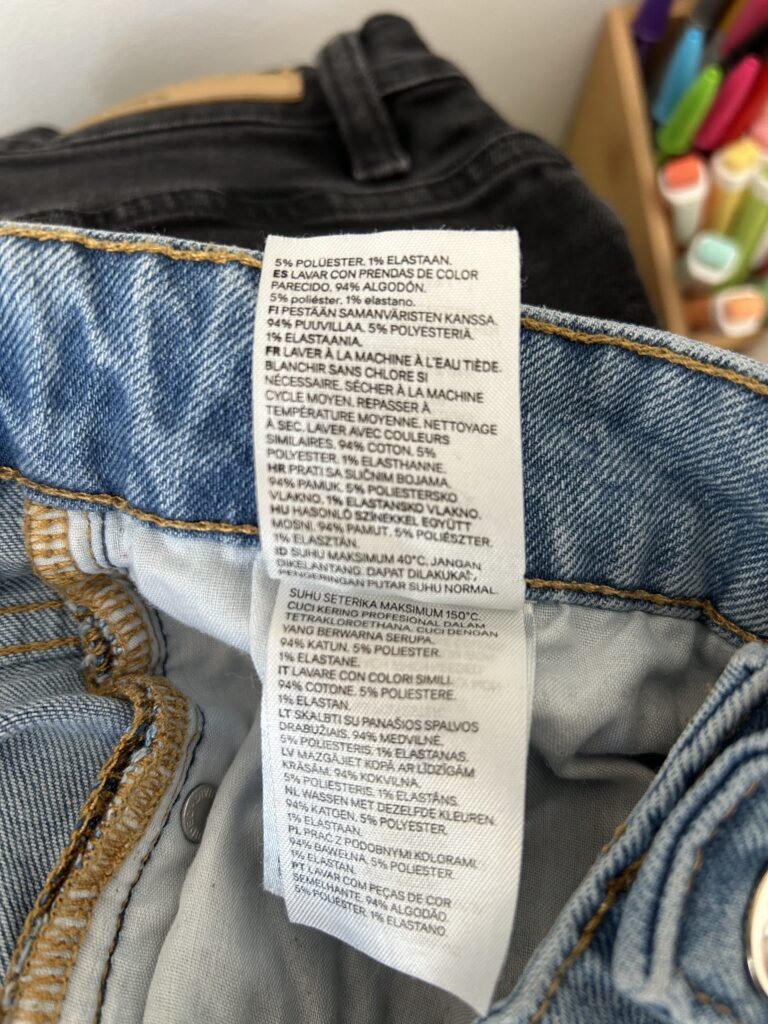 5% POLÜESTER. 1% ELASTAAN.
ES LAVAR CON PRENDAS DE COLOR
PARECIDO. 94% ALGODÓN.
5% poliéster. 1% elastano.
FI PESTÄÄN SAMANVÄRISTEN KANSSA.
94% PUUVILLAA. 5% POLYESTERIÄ.
1% ELASTAANIA.
FR LAVER À LA MACHINE À L'EAU TIÈDE.
BLANCHIR SANS CHLORE SI
NÉCESSAIRE. SÉCHER À LA MACHINE
CYCLE MOYEN. REPASSER À
TEMPÉRATURE MOYENNE. NETTOYAGE
À SEC. LAVER AVEC COULEURS
SIMILAIRES. 94% COTON. 5%
POLYESTER. 1% ELASTHANNE.
HR PRATI SA SLIČNIM BOJAMA.
94% PAMUK. 5% POLIESTERSKO
VLAKNO. 1% ELASTANSKO VLAKNO.
HU HASONLÓ SZÍNEKKEL EGYÜTT
MOSNI. 94% PAMUT. 5% POLIÉSZTER.
1% ELASZTÁN.
ID SUHU MAKSIMUM 40°C. JANGAN
DIKELANTANG. DAPAT DILAKUKAN
PENGERINGAN PUTAR SUHU NORMAL.
SUHU SETERIKA MAKSIMUM 150°C.
CUCI KERING PROFESIONAL DALAM
TETRAKLOROETHANA. CUCI DENGAN
YANG BERWARNA SERUPA.
94% KATUN. 5% POLIESTER.
1% ELASTANE.
IT LAVARE CON COLORI SIMILI.
94% COTONE. 5% POLIESTERE.
1% ELASTAN.
LT SKALBTI SU PANAŠIOS SPALVOS
DRABUŽIAIS. 94% MEDVILNĖ.
5% POLIESTERIS. 1% ELASTANAS.
LV MAZGĀJIET KOPĀ AR LĪDZĪGĀM
KRĀSĀM. 94% KOKVILNA.
5% POLIESTERIS. 1% ELASTĀNS.
NL WASSEN MET DEZELFDE KLEUREN.
94% KATOEN. 5% POLYESTER.
1% ELASTAAN.
PL PRAĆ Z PODOBNYMI KOLORAMI.
94% BAWEŁNA. 5% POLIESTER.
1% ELASTAN.
PT LAVAR COM PEÇAS DE COR
SEMELHANTE. 94% ALGODÃO.
5% POLIÉSTER. 1% ELASTANO.